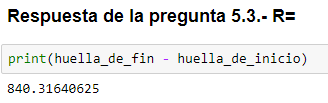 Respuesta de la pregunta 5.3.- R=
print(huella_de_fin - huella_de_inicio)
840.31640625